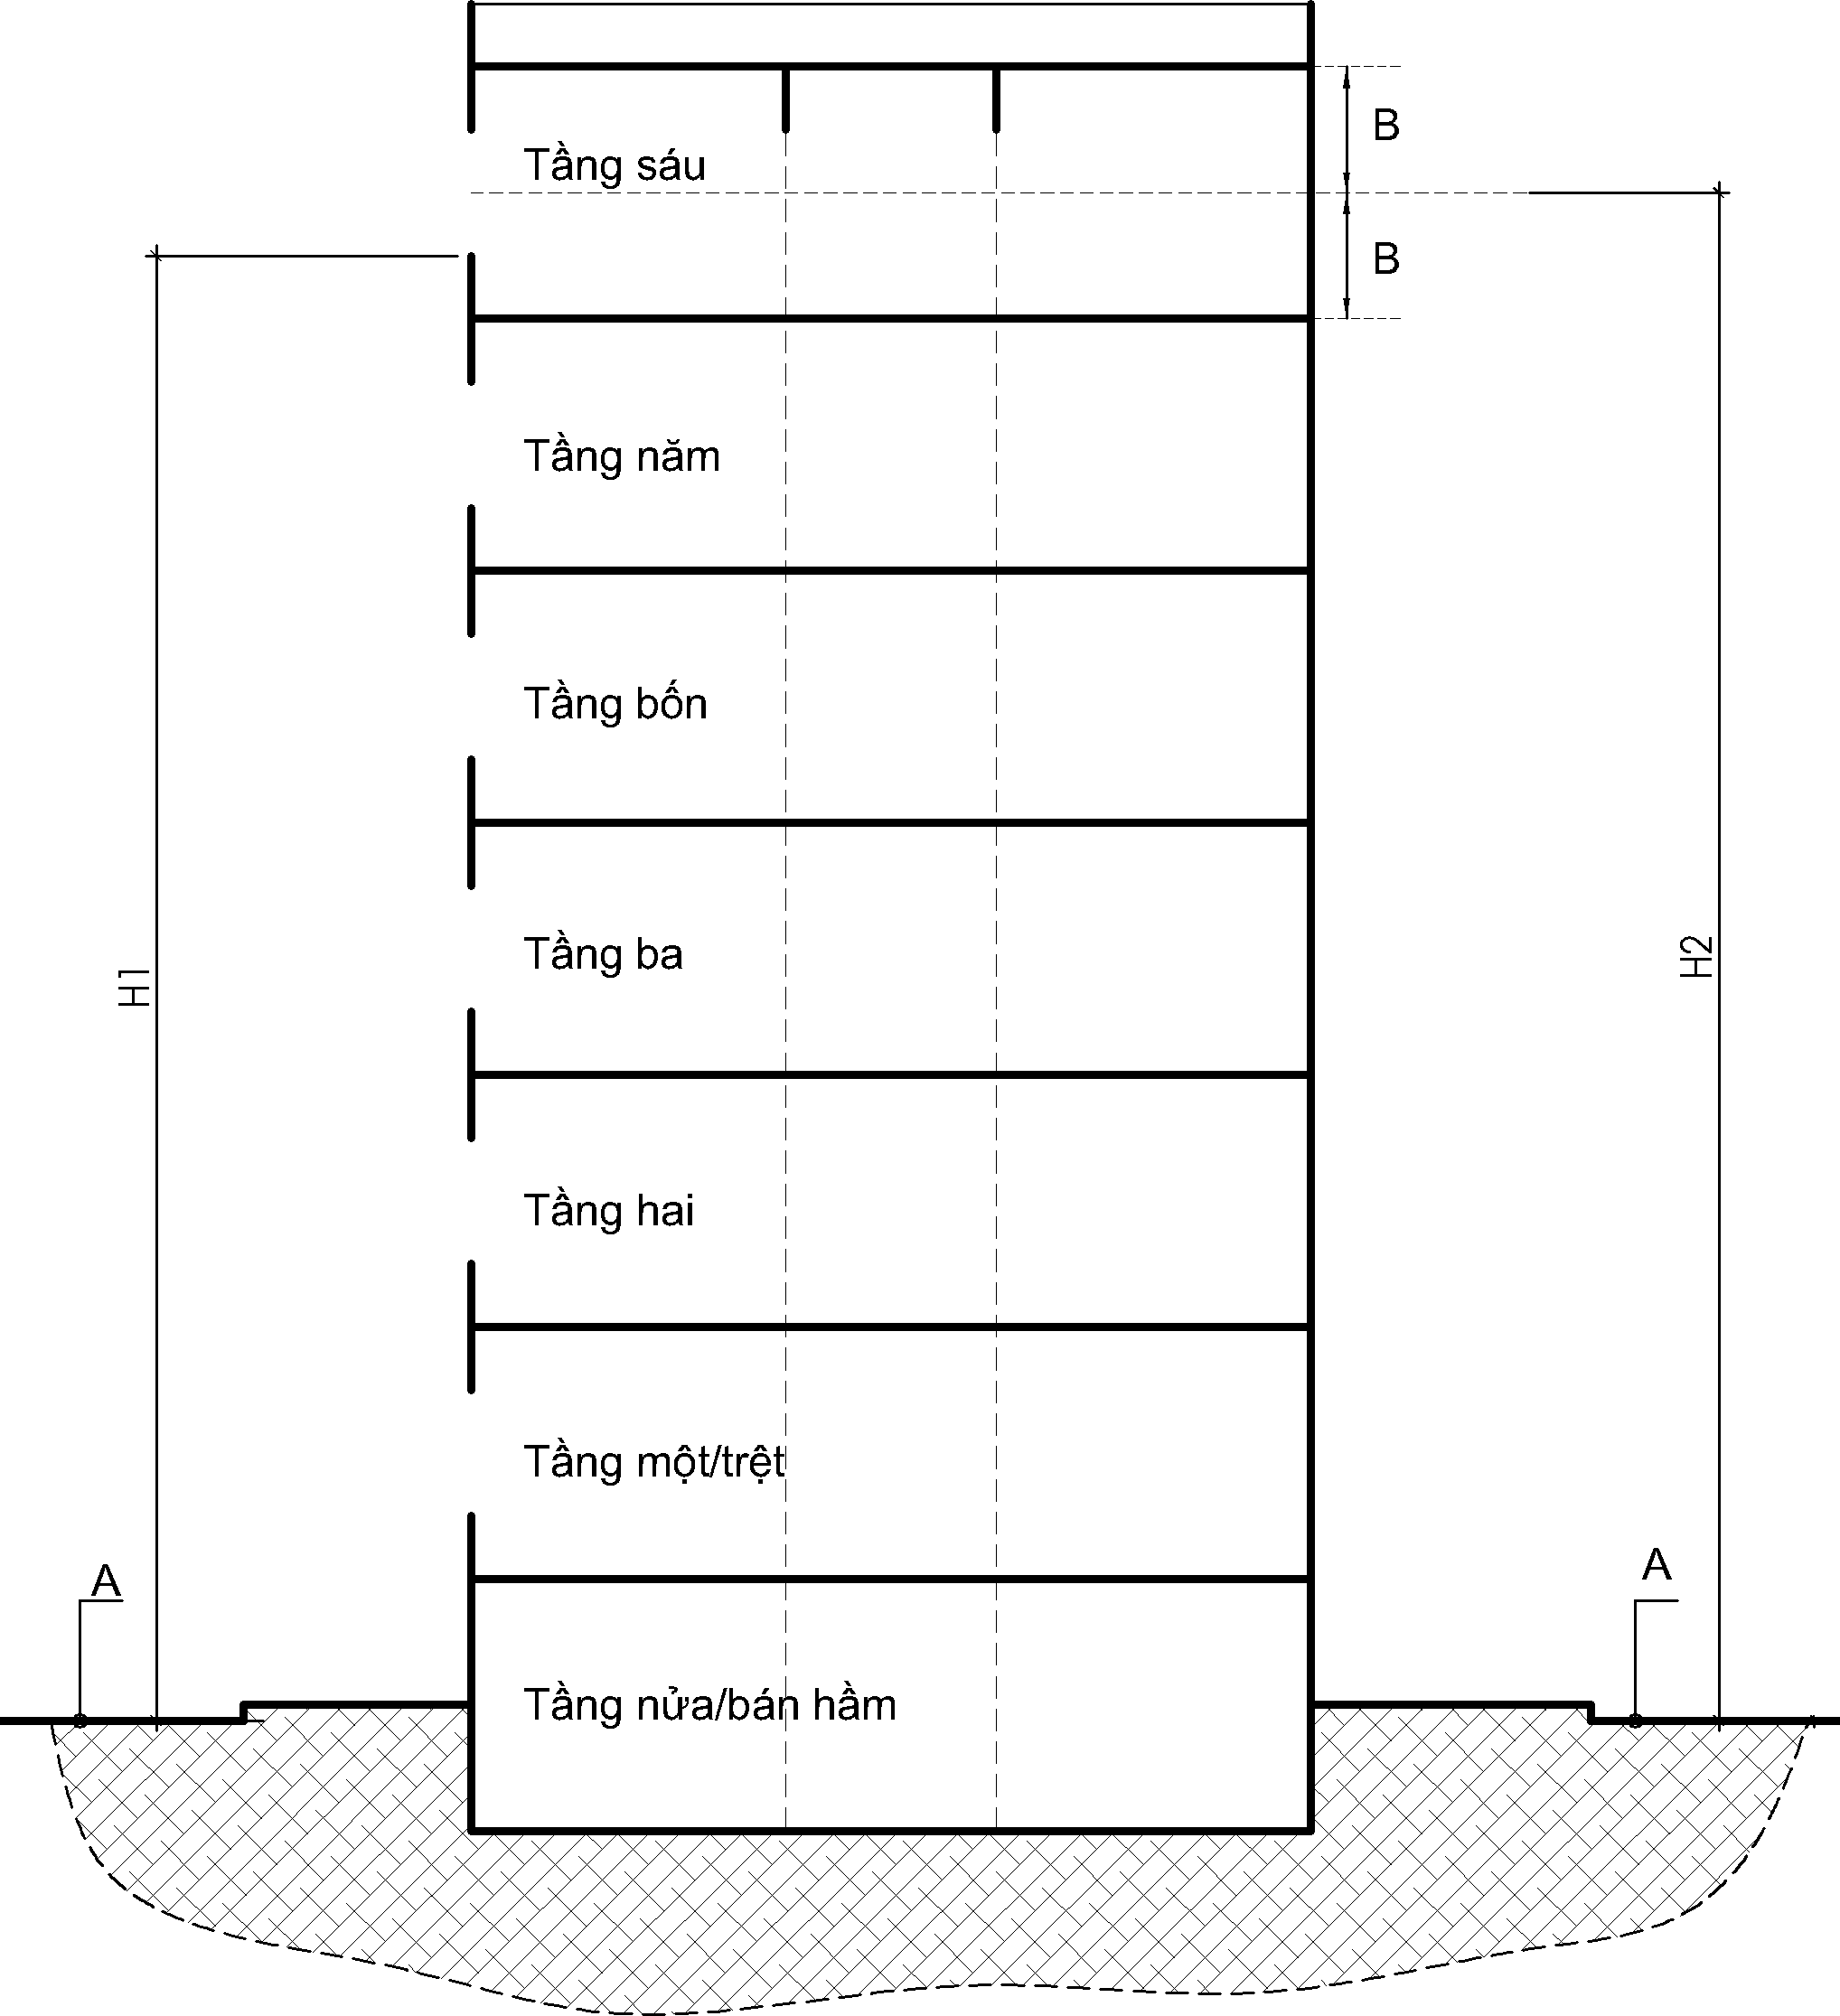 B
Tầng sáu
B
Tầng năm
Tầng bốn
Tầng ba
H1
H2
Tầng hai
Tầng một/trệt
A
A
Tầng nửa/bán hầm